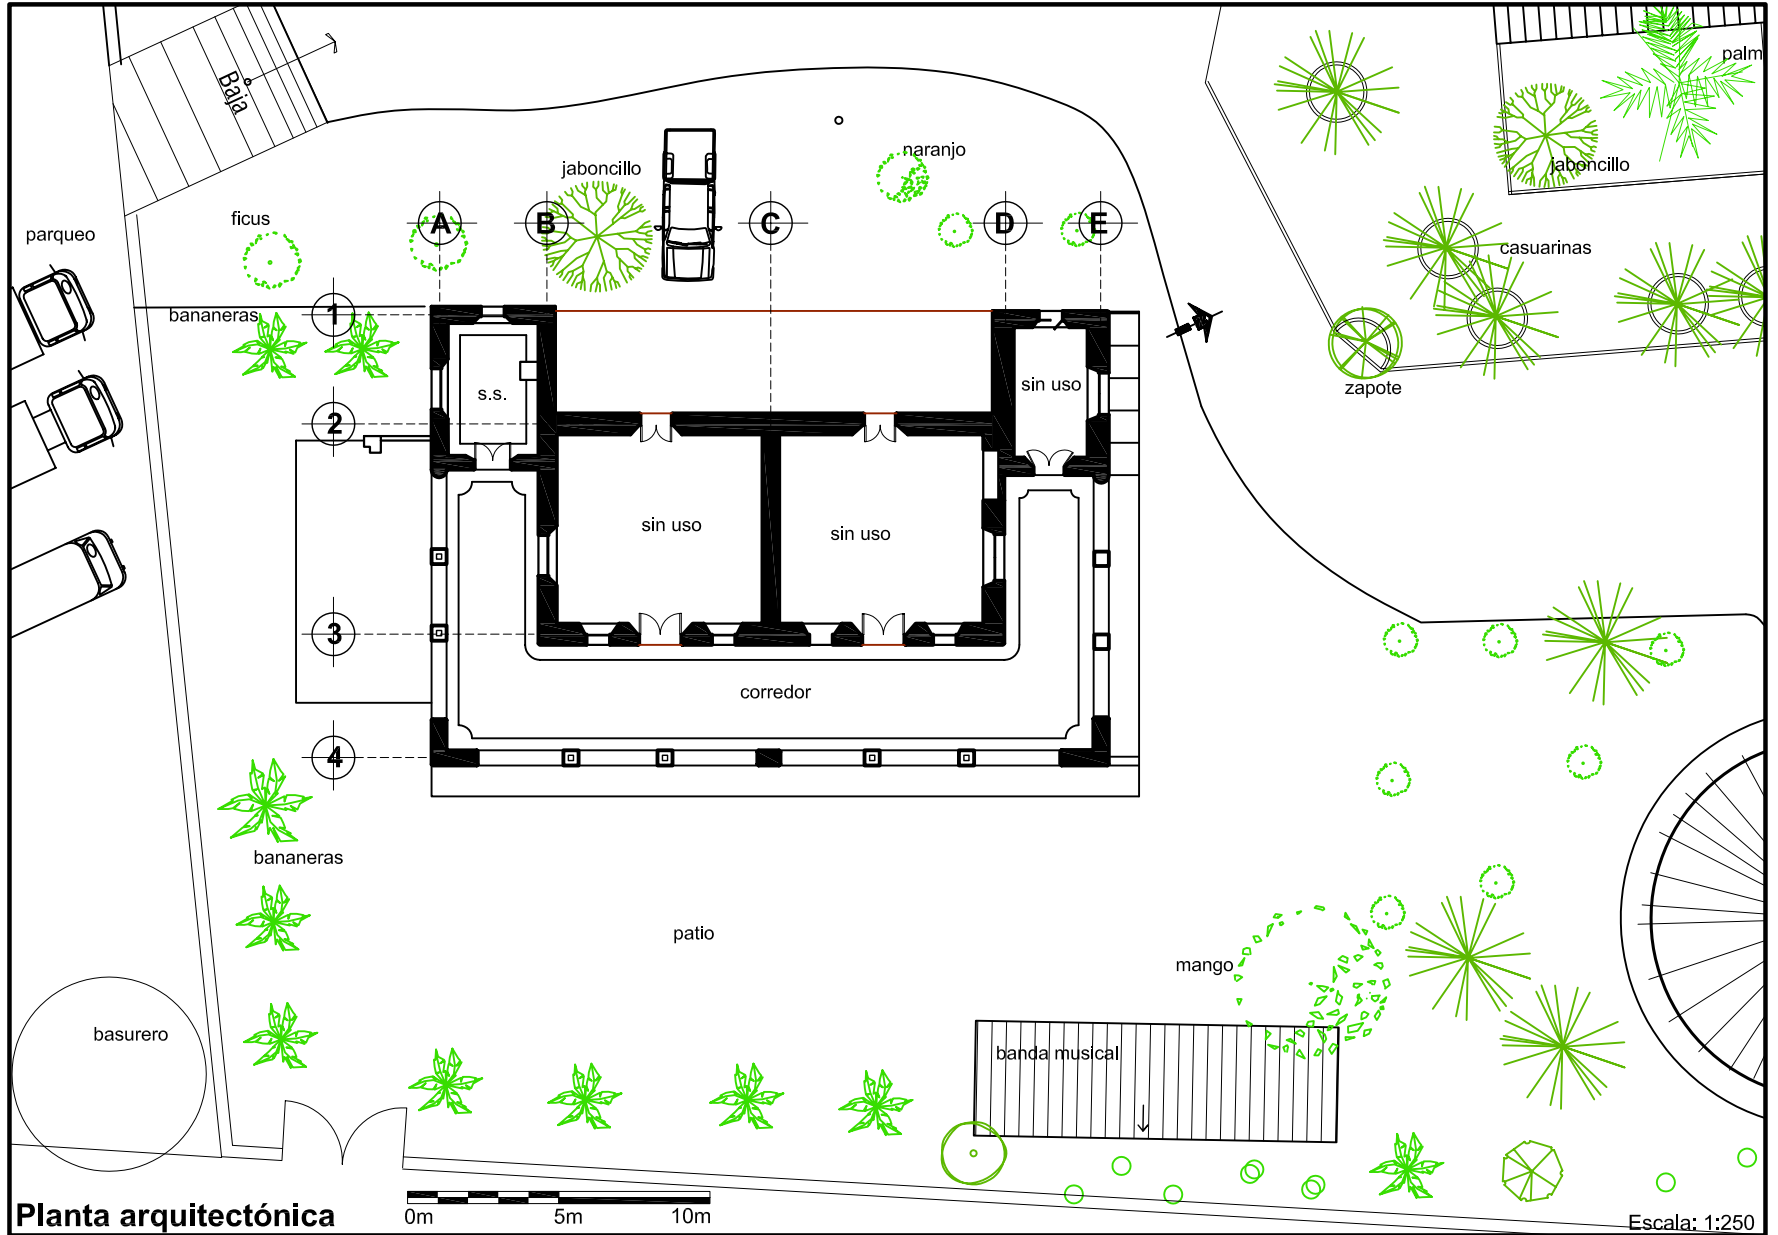 Baja
palm
jaboncillo
naranjo
jaboncillo
ficus
A
B
C
D
E
parqueo
casuarinas
bananeras
1
zapote
s.s.
sin uso
2
sin uso
sin uso
3
corredor
4
bananeras
patio
mango
basurero
banda musical
Planta arquitectónica
0m 5m 10m
Escala: 1:250